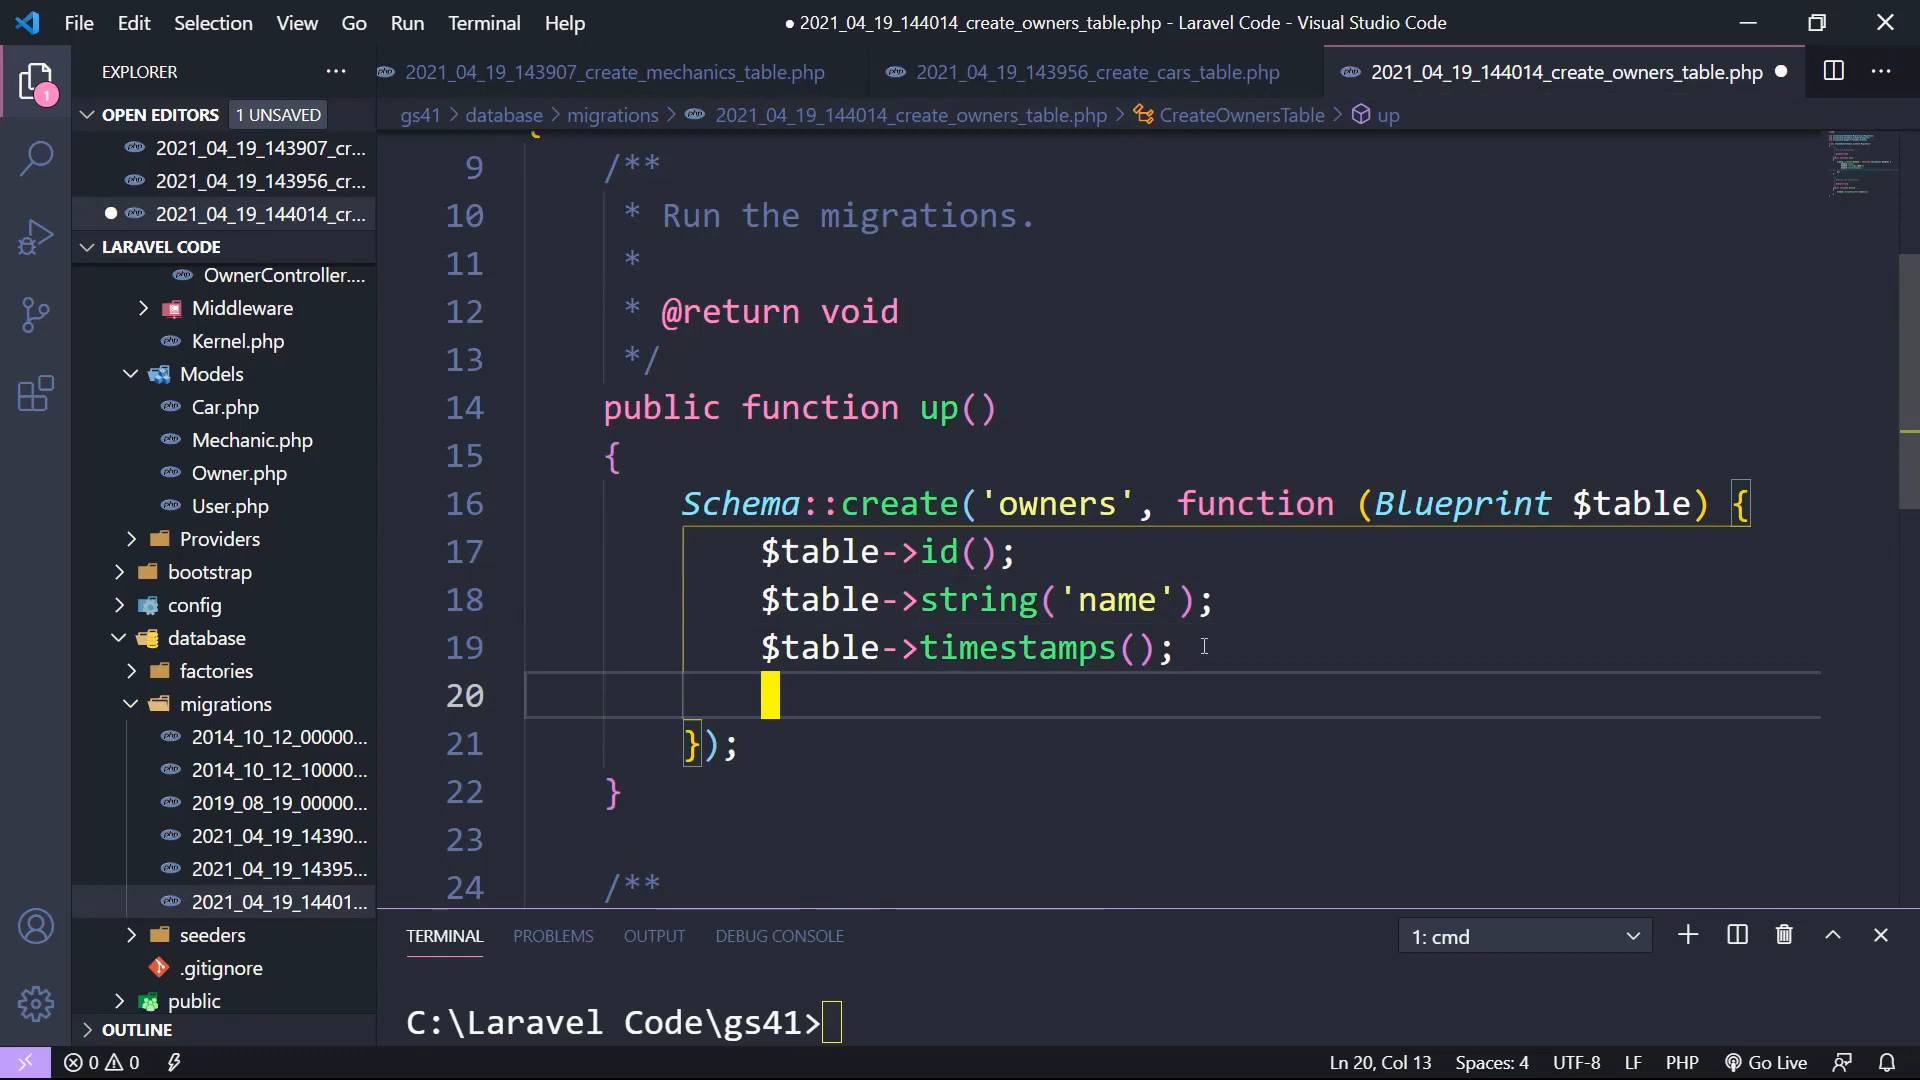 File Edit Selection View Go Run Terminal Help
● 2021_04_19_144014_create_owners_table.php - Laravel Code - Visual Studio Code
EXPLORER
2021_04_19_143907_create_mechanics_table.php
2021_04_19_143956_create_cars_table.php
2021_04_19_144014_create_owners_table.php
gs41 > database > migrations > 2021_04_19_144014_create_owners_table.php > CreateOwnersTable > up
1
OPEN EDITORS 1 UNSAVED
2021_04_19_143907_cr...
2021_04_19_143956_cr...
2021_04_19_144014_cr...
LARAVEL CODE
OwnerController....
Middleware
Kernel.php
Models
Car.php
Mechanic.php
Owner.php
User.php
Providers
bootstrap
config
database
factories
migrations
2014_10_12_00000...
2014_10_12_10000...
2019_08_19_00000...
2021_04_19_14390...
2021_04_19_14395...
2021_04_19_14401...
seeders
.gitignore
public
OUTLINE
{
9 /**
10 * Run the migrations.
11 *
12 * @return void
13 */
14 public function up()
15 {
16 Schema::create('owners', function (Blueprint $table) {
17 $table->id();
18 $table->string('name');
19 $table->timestamps();
20
21 });
22 }
23
24 /**
TERMINAL PROBLEMS OUTPUT DEBUG CONSOLE
1: cmd
C:\Laravel Code\gs41>
0 0
Ln 20, Col 13 Spaces: 4 UTF-8 LF PHP Go Live